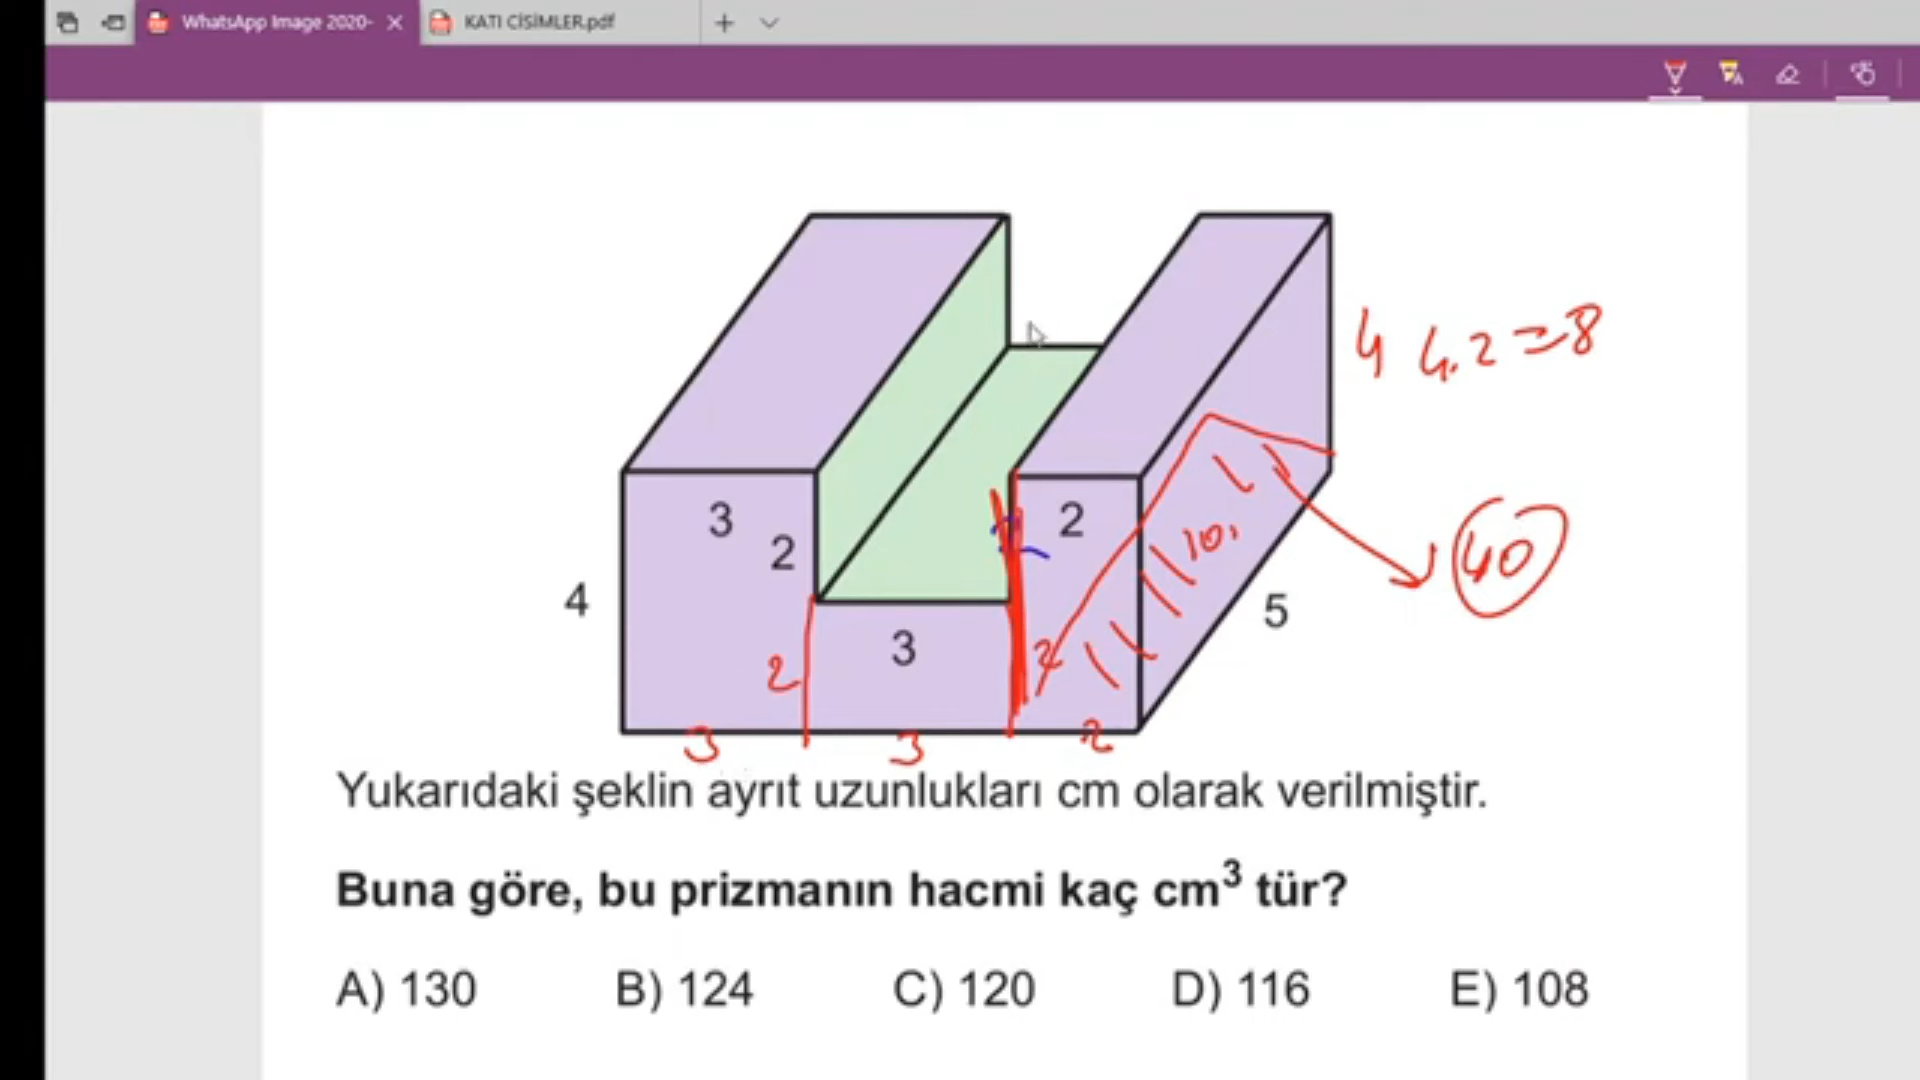 WhatsApp Image 2020-
KATI CİSİMLER.pdf
4 4.2=8
3
2
2
10.
40
4
5
3
2
2
3
3
2
Yukarıdaki şeklin ayrıt uzunlukları cm olarak verilmiştir.
Buna göre, bu prizmanın hacmi kaç cm³ tür?
A) 130 B) 124 C) 120 D) 116 E) 108